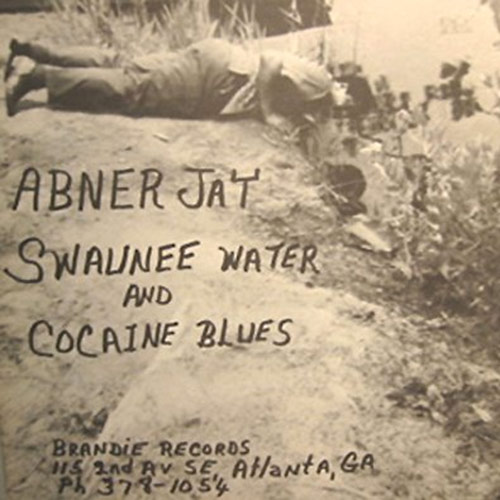 ABNER JAY
SWAUNEE WATER
AND
COCAINE BLUES
BRANDIE RECORDS
115 2nd AV SE, AtlANtA, GA
Ph 378-1054